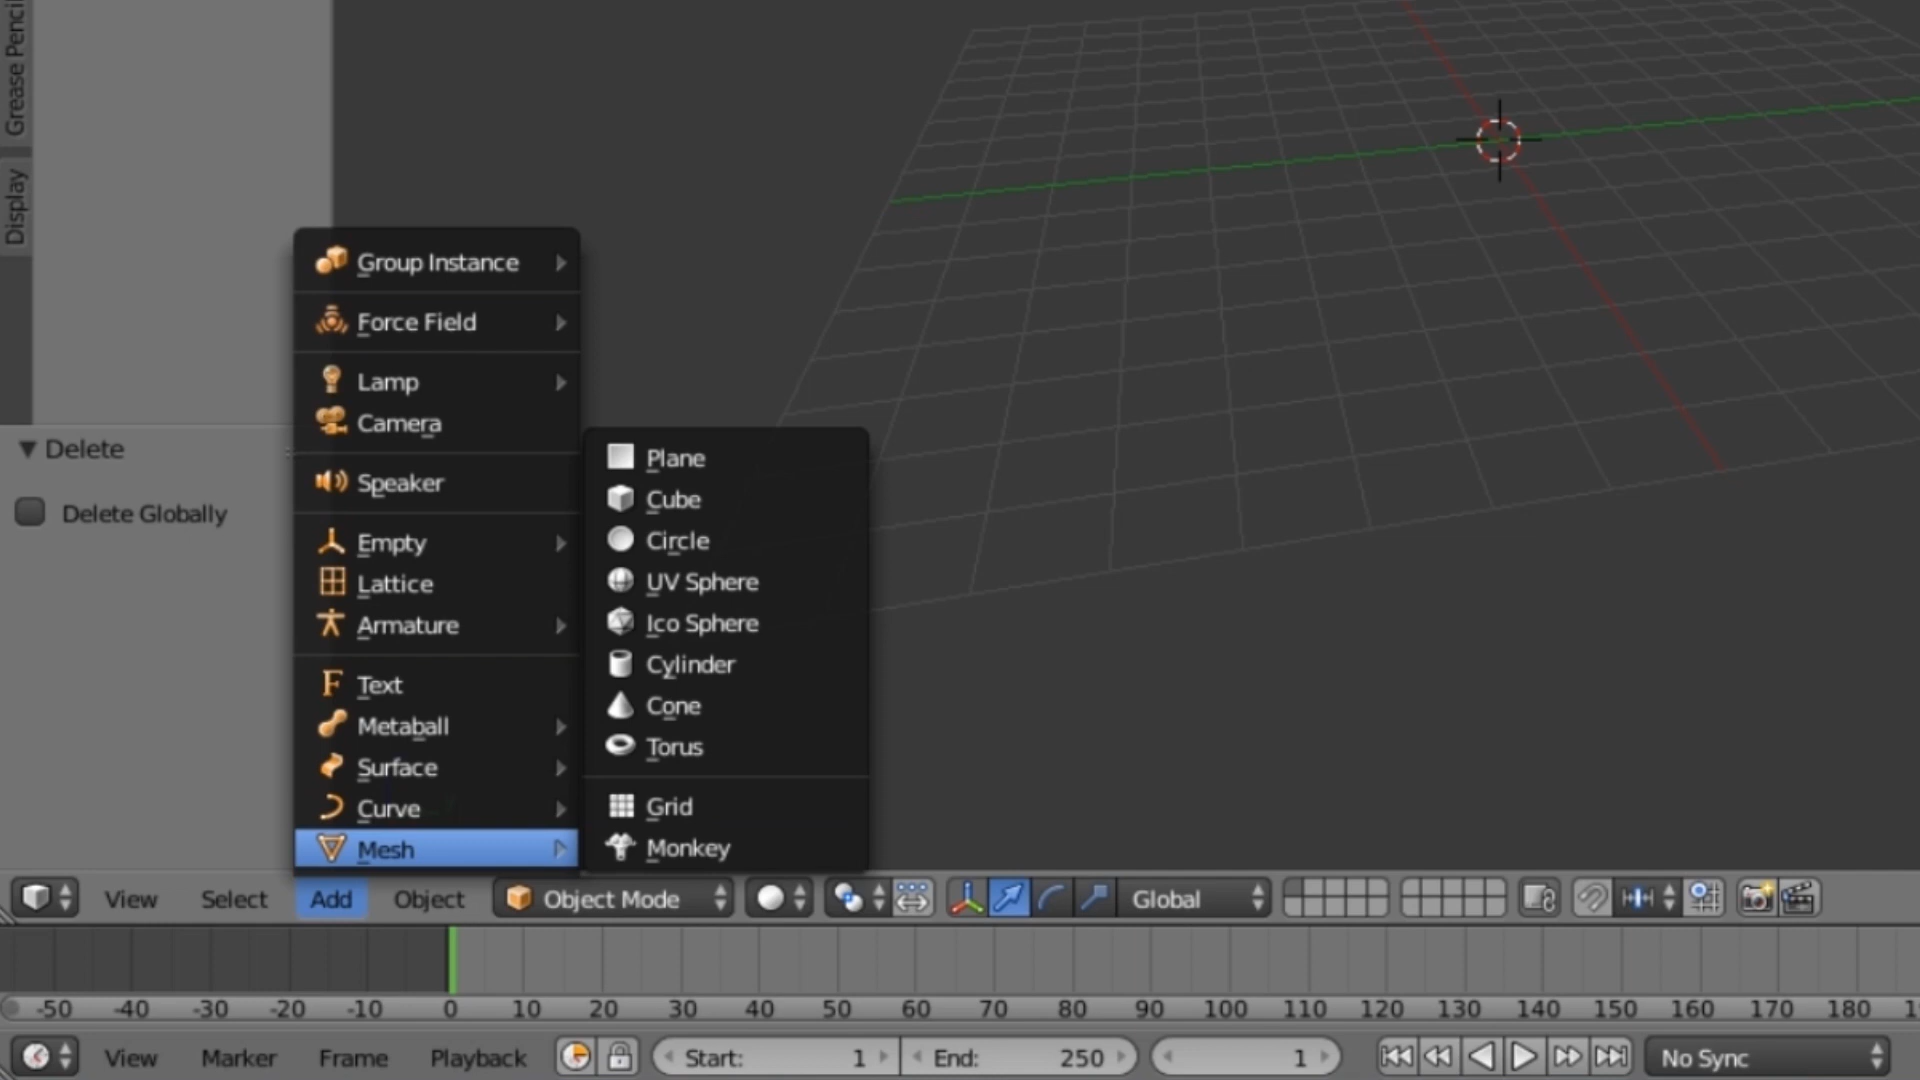 Grease Pencil
Display
Group Instance
Force Field
Lamp
Camera
Speaker
Empty
Lattice
Armature
Text
Metaball
Surface
Curve
Mesh
Plane
Cube
Circle
UV Sphere
Ico Sphere
Cylinder
Cone
Torus
Grid
Monkey
Delete
Delete Globally
View Select Add Object Object Mode Global
-50 -40 -30 -20 -10 0 10 20 30 40 50 60 70 80 90 100 110 120 130 140 150 160 170 180
View Marker Frame Playback Start: 1 End: 250 1 No Sync